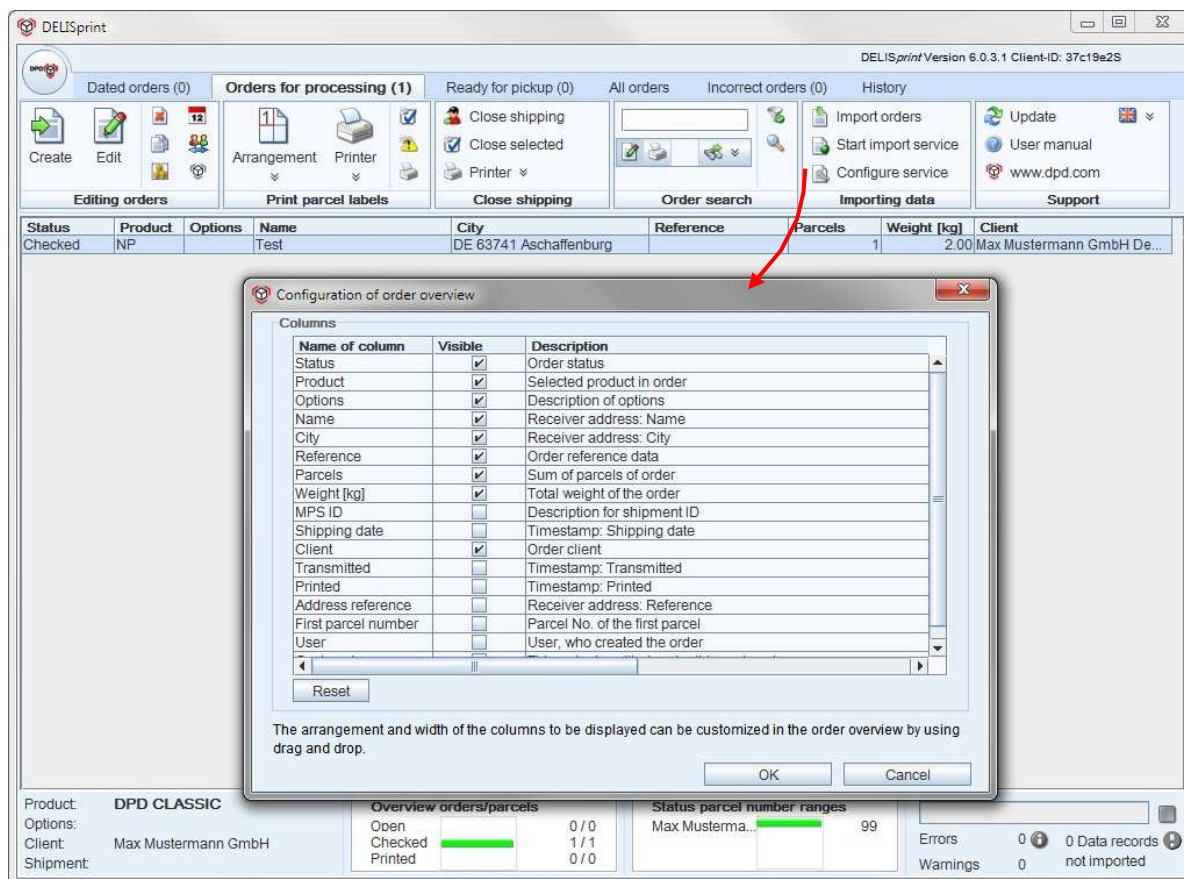 DELISprint
DELISprint Version 6.0.3.1 Client-ID: 37c19e2S
DPD
Dated orders (0) Orders for processing (1) Ready for pickup (0) All orders Incorrect orders (0) History
12
1
Close shipping
Import orders
Update
Close selected
Start import service
User manual
Create Edit Arrangement Printer
Printer
Configure service
www.dpd.com
Editing orders Print parcel labels Close shipping Order search Importing data Support
Status Product Options Name City Reference Parcels Weight [kg] Client
Checked NP Test DE 63741 Aschaffenburg 1 2.00 Max Mustermann GmbH De...
Configuration of order overview
Columns
Name of column Visible Description
Status Order status
Product Selected product in order
Options Description of options
Name Receiver address: Name
City Receiver address: City
Reference Order reference data
Parcels Sum of parcels of order
Weight [kg] Total weight of the order
MPS ID Description for shipment ID
Shipping date Timestamp: Shipping date
Client Order client
Transmitted Timestamp: Transmitted
Printed Timestamp: Printed
Address reference Receiver address: Reference
First parcel number Parcel No. of the first parcel
User User, who created the order
Reset
The arrangement and width of the columns to be displayed can be customized in the order overview by using
drag and drop.
OK Cancel
Product: DPD CLASSIC
Options:
Client: Max Mustermann GmbH
Shipment:
Overview orders/parcels
Open 0 / 0
Checked 1 / 1
Printed 0 / 0
Status parcel number ranges
Max Musterma... 99
Errors 0 0 Data records
Warnings 0 not imported